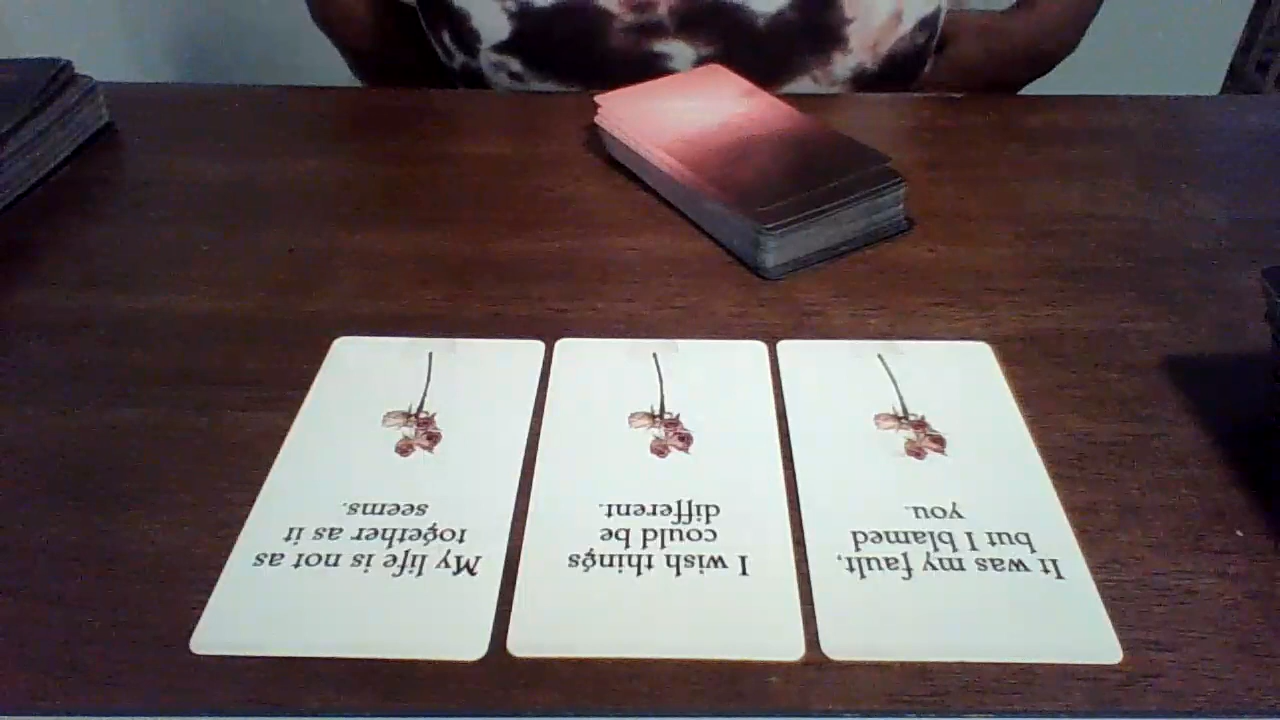 It was my fault,
but I blamed
you.
I wish things
could be
different.
My life is not as
together as it
seems.